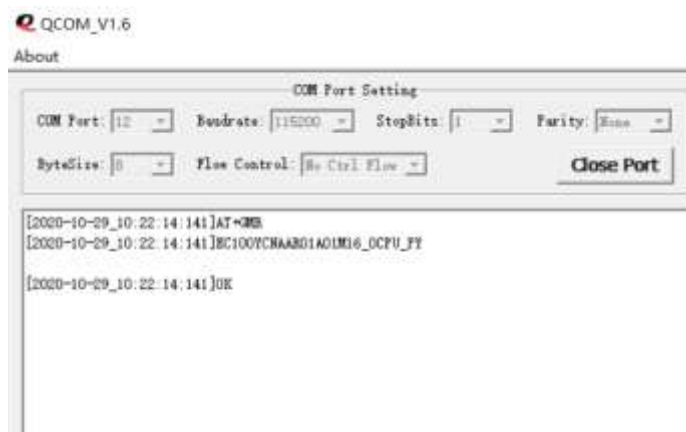 QCOM_V1.6
About
COM Port Setting
COM Port: 12 Baudrate: 115200 StopBits: 1 Parity: None
ByteSize: 8 Flow Control: No Ctrl Flow Close Port
[2020-10-29_10:22:14:141]AT+GMR
[2020-10-29_10:22:14:141]EC100YCNAAR01A01M16_OCPU_FY
[2020-10-29_10:22:14:141]OK